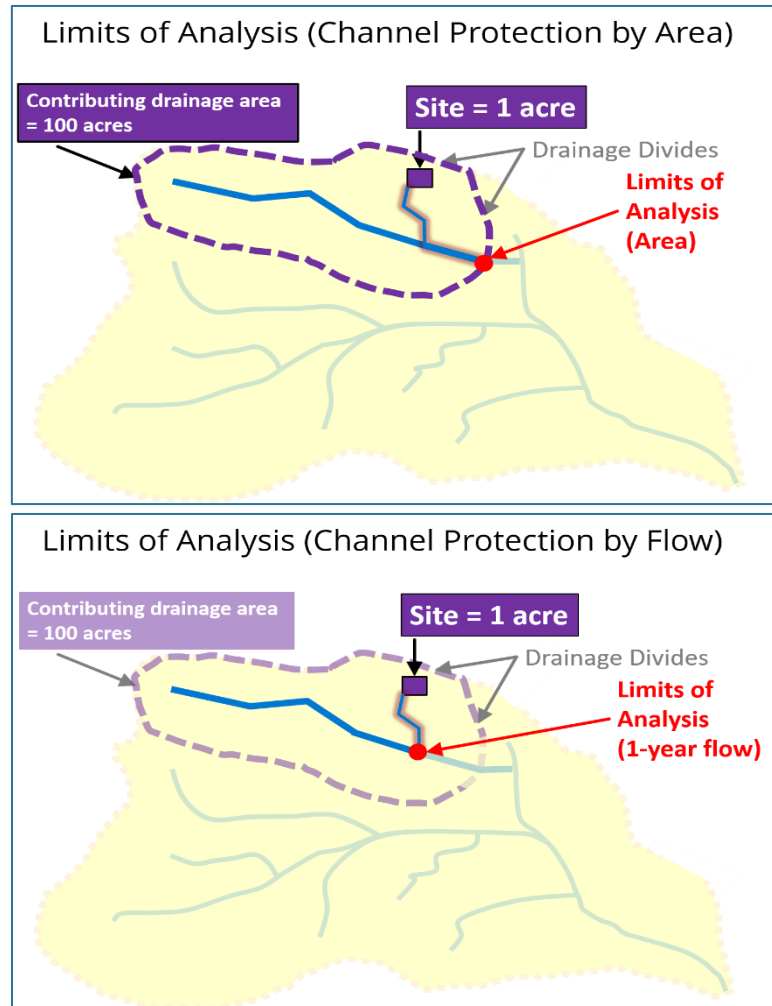 Limits of Analysis (Channel Protection by Area)
Contributing drainage area
= 100 acres
Site = 1 acre
Drainage Divides
Limits of
Analysis
(Area)
Limits of Analysis (Channel Protection by Flow)
Contributing drainage area
= 100 acres
Site = 1 acre
Drainage Divides
Limits of
Analysis
(1-year flow)